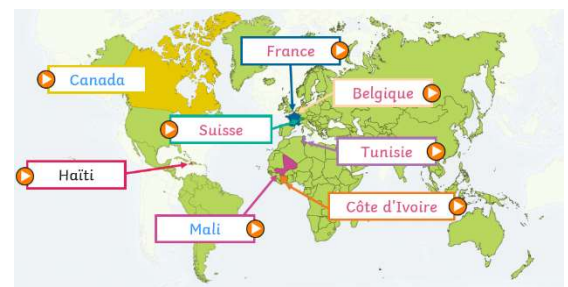 France
Canada
Belgique
Suisse
Tunisie
Haïti
Côte d'Ivoire
Mali